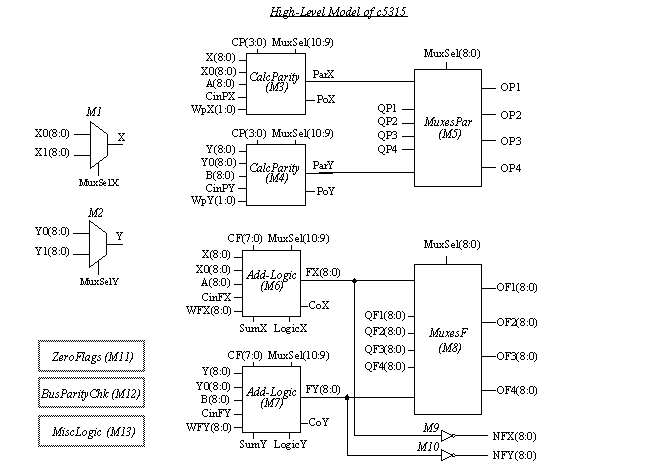 High-Level Model of c5315
M1
X0(8:0)
X1(8:0)
X
MuxSelX
M2
Y0(8:0)
Y1(8:0)
Y
MuxSelY
ZeroFlags (M11)
BusParityChk (M12)
MiscLogic (M13)
CP(3:0) MuxSel(10:9)
X(8:0)
X0(8:0)
A(8:0)
CinPX
WpX(1:0)
CalcParity
(M3)
ParX
PoX
CP(3:0) MuxSel(10:9)
Y(8:0)
Y0(8:0)
B(8:0)
CinPY
WpY(1:0)
CalcParity
(M4)
ParY
PoY
MuxSel(8:0)
QP1
QP2
QP3
QP4
MuxesPar
(M5)
OP1
OP2
OP3
OP4
CF(7:0) MuxSel(10:9)
X(8:0)
X0(8:0)
A(8:0)
CinFX
WFX(8:0)
Add-Logic
(M6)
FX(8:0)
CoX
SumX LogicX
CF(7:0) MuxSel(10:9)
Y(8:0)
Y0(8:0)
B(8:0)
CinFY
WFY(8:0)
Add-Logic
(M7)
FY(8:0)
CoY
SumY LogicY
MuxSel(8:0)
QF1(8:0)
QF2(8:0)
QF3(8:0)
QF4(8:0)
MuxesF
(M8)
OF1(8:0)
OF2(8:0)
OF3(8:0)
OF4(8:0)
M9
NFX(8:0)
M10
NFY(8:0)